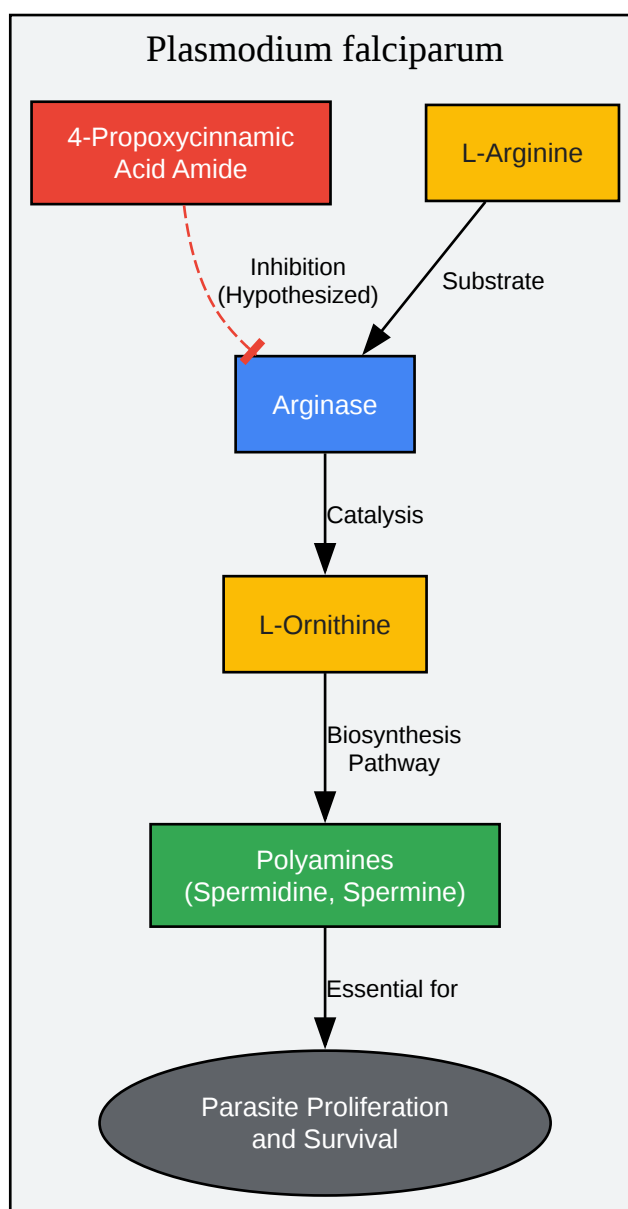 Plasmodium falciparum
4-Propoxycinnamic
Acid Amide
L-Arginine
Inhibition
(Hypothesized)
Substrate
Arginase
Catalysis
L-Ornithine
Biosynthesis
Pathway
Polyamines
(Spermidine, Spermine)
Essential for
Parasite Proliferation
and Survival